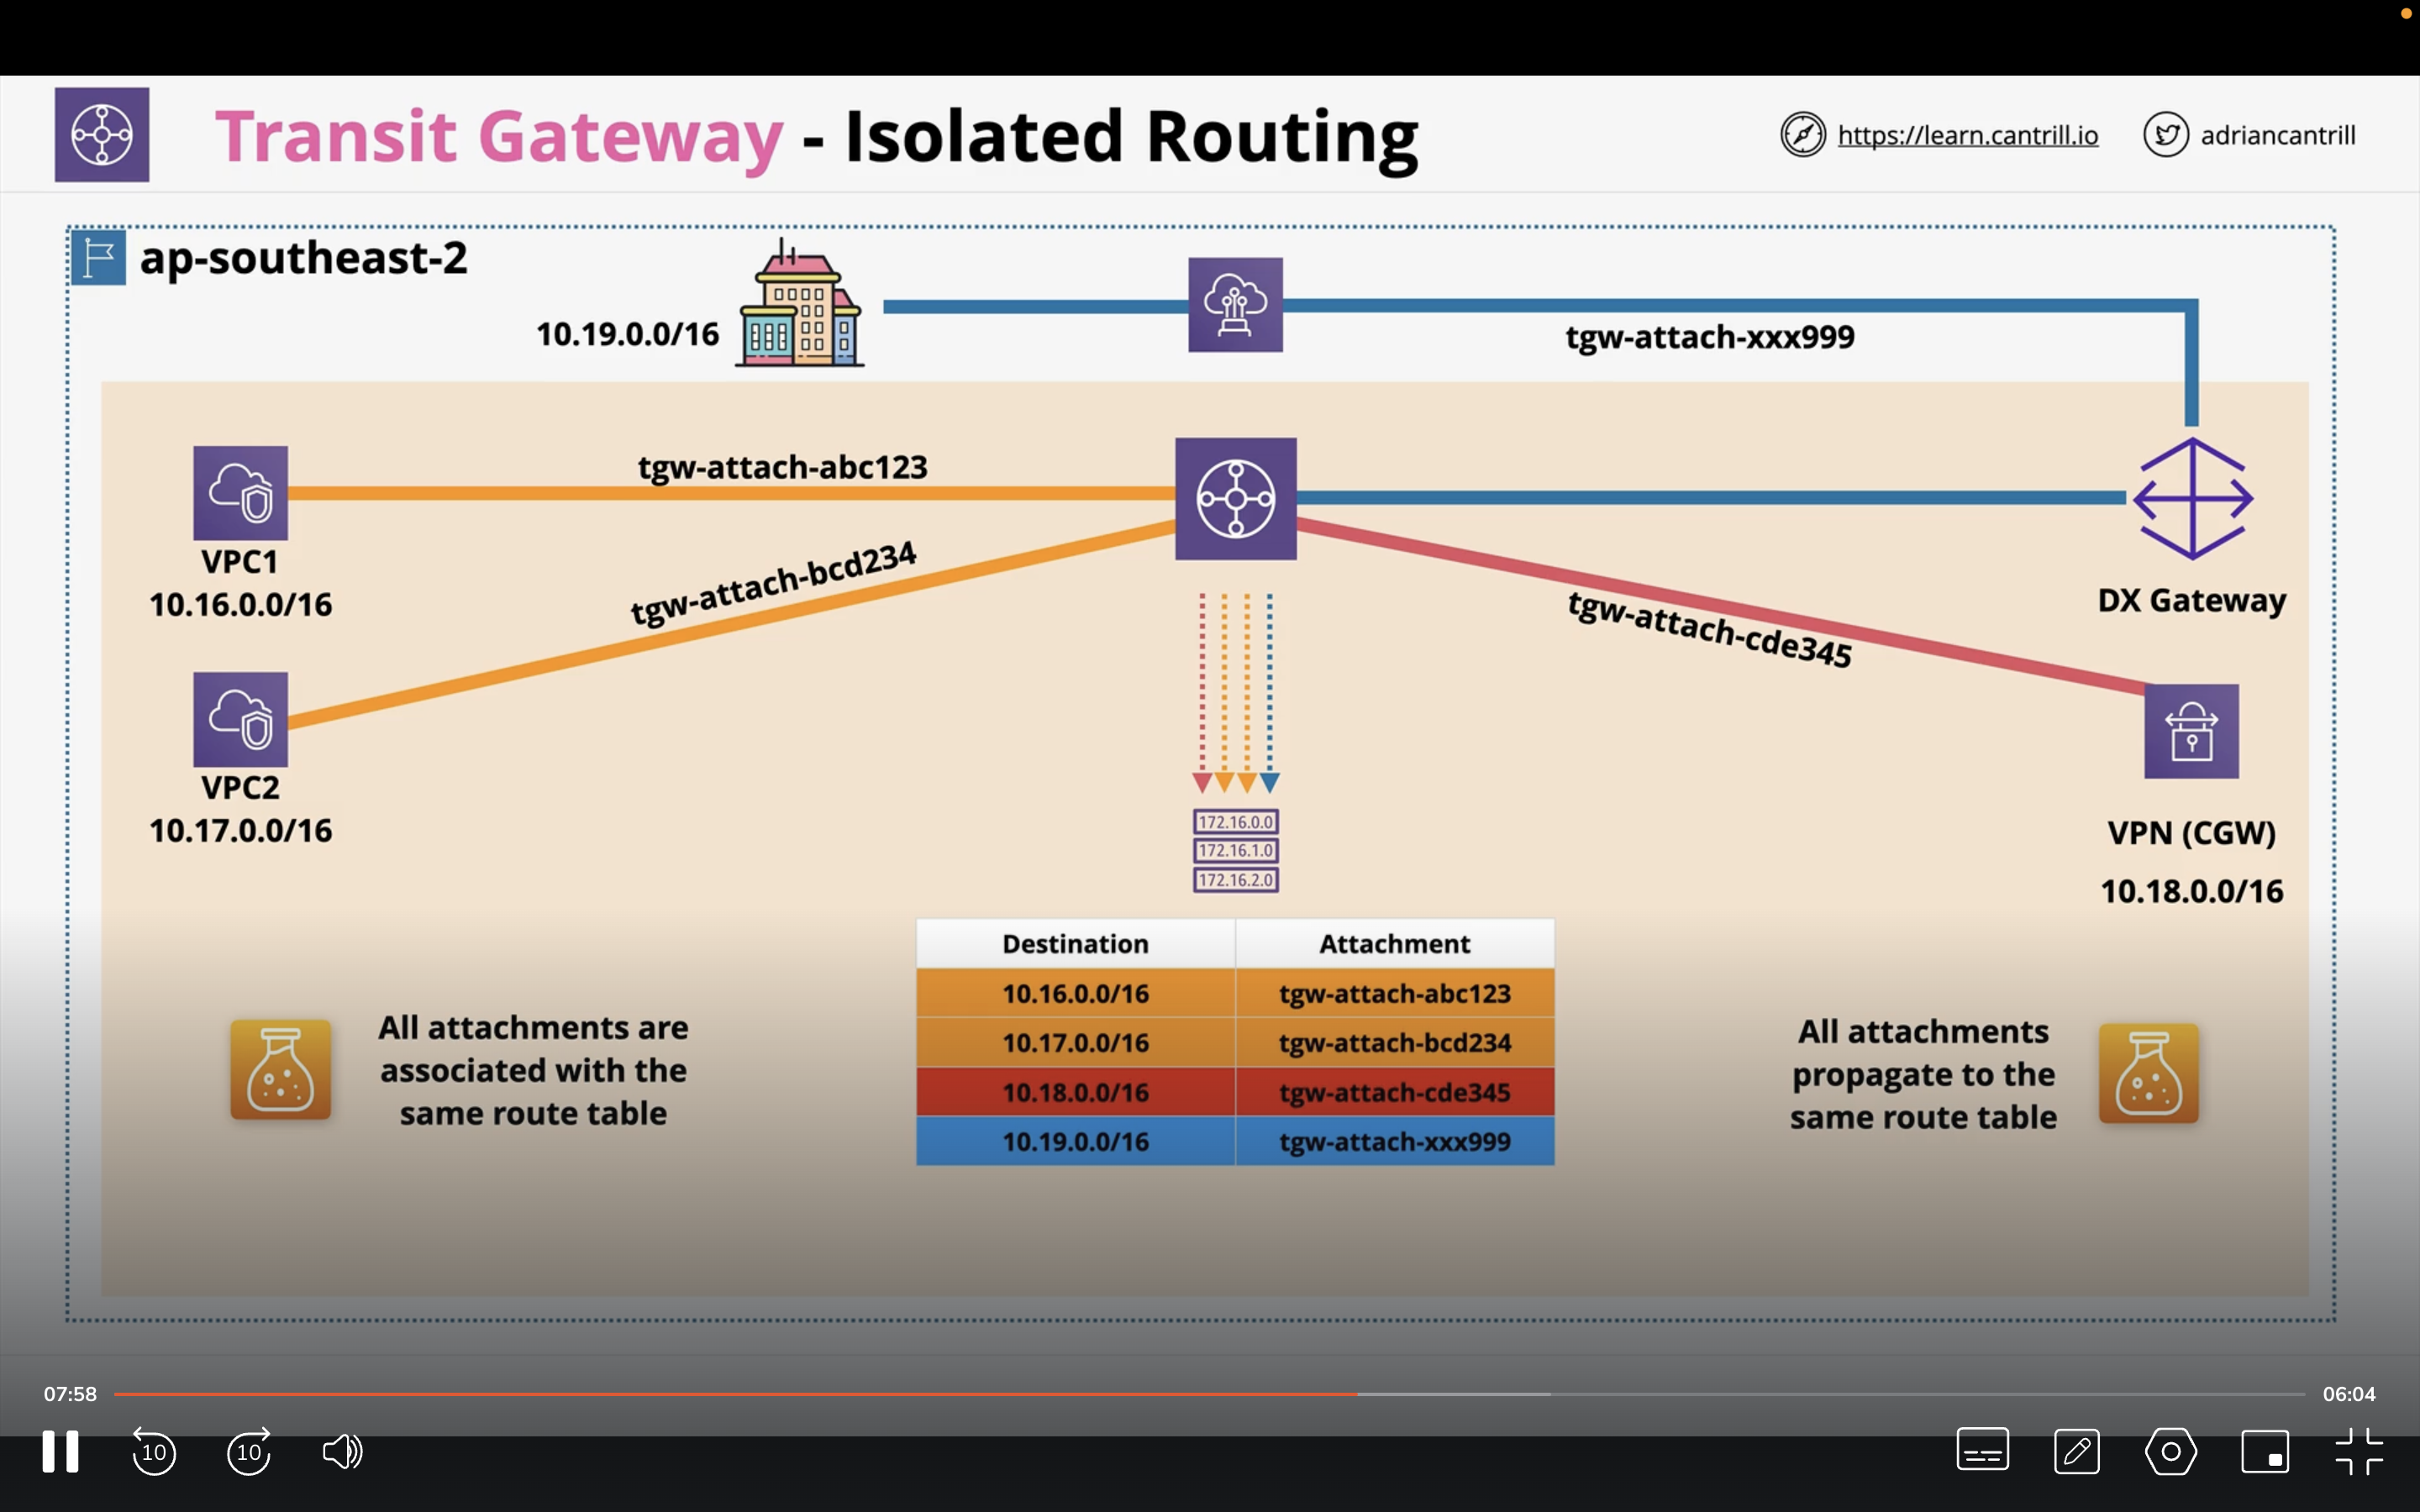 Transit Gateway - Isolated Routing
https://learn.cantrill.io
adriancantrill
ap-southeast-2
10.19.0.0/16
tgw-attach-xxx999
tgw-attach-abc123
VPC1
10.16.0.0/16
tgw-attach-bcd234
tgw-attach-cde345
DX Gateway
VPC2
10.17.0.0/16
VPN (CGW)
10.18.0.0/16
172.16.0.0
172.16.1.0
172.16.2.0
Destination Attachment
10.16.0.0/16 tgw-attach-abc123
10.17.0.0/16 tgw-attach-bcd234
10.18.0.0/16 tgw-attach-cde345
10.19.0.0/16 tgw-attach-xxx999
All attachments are
associated with the
same route table
All attachments
propagate to the
same route table
07:58
06:04
10
10